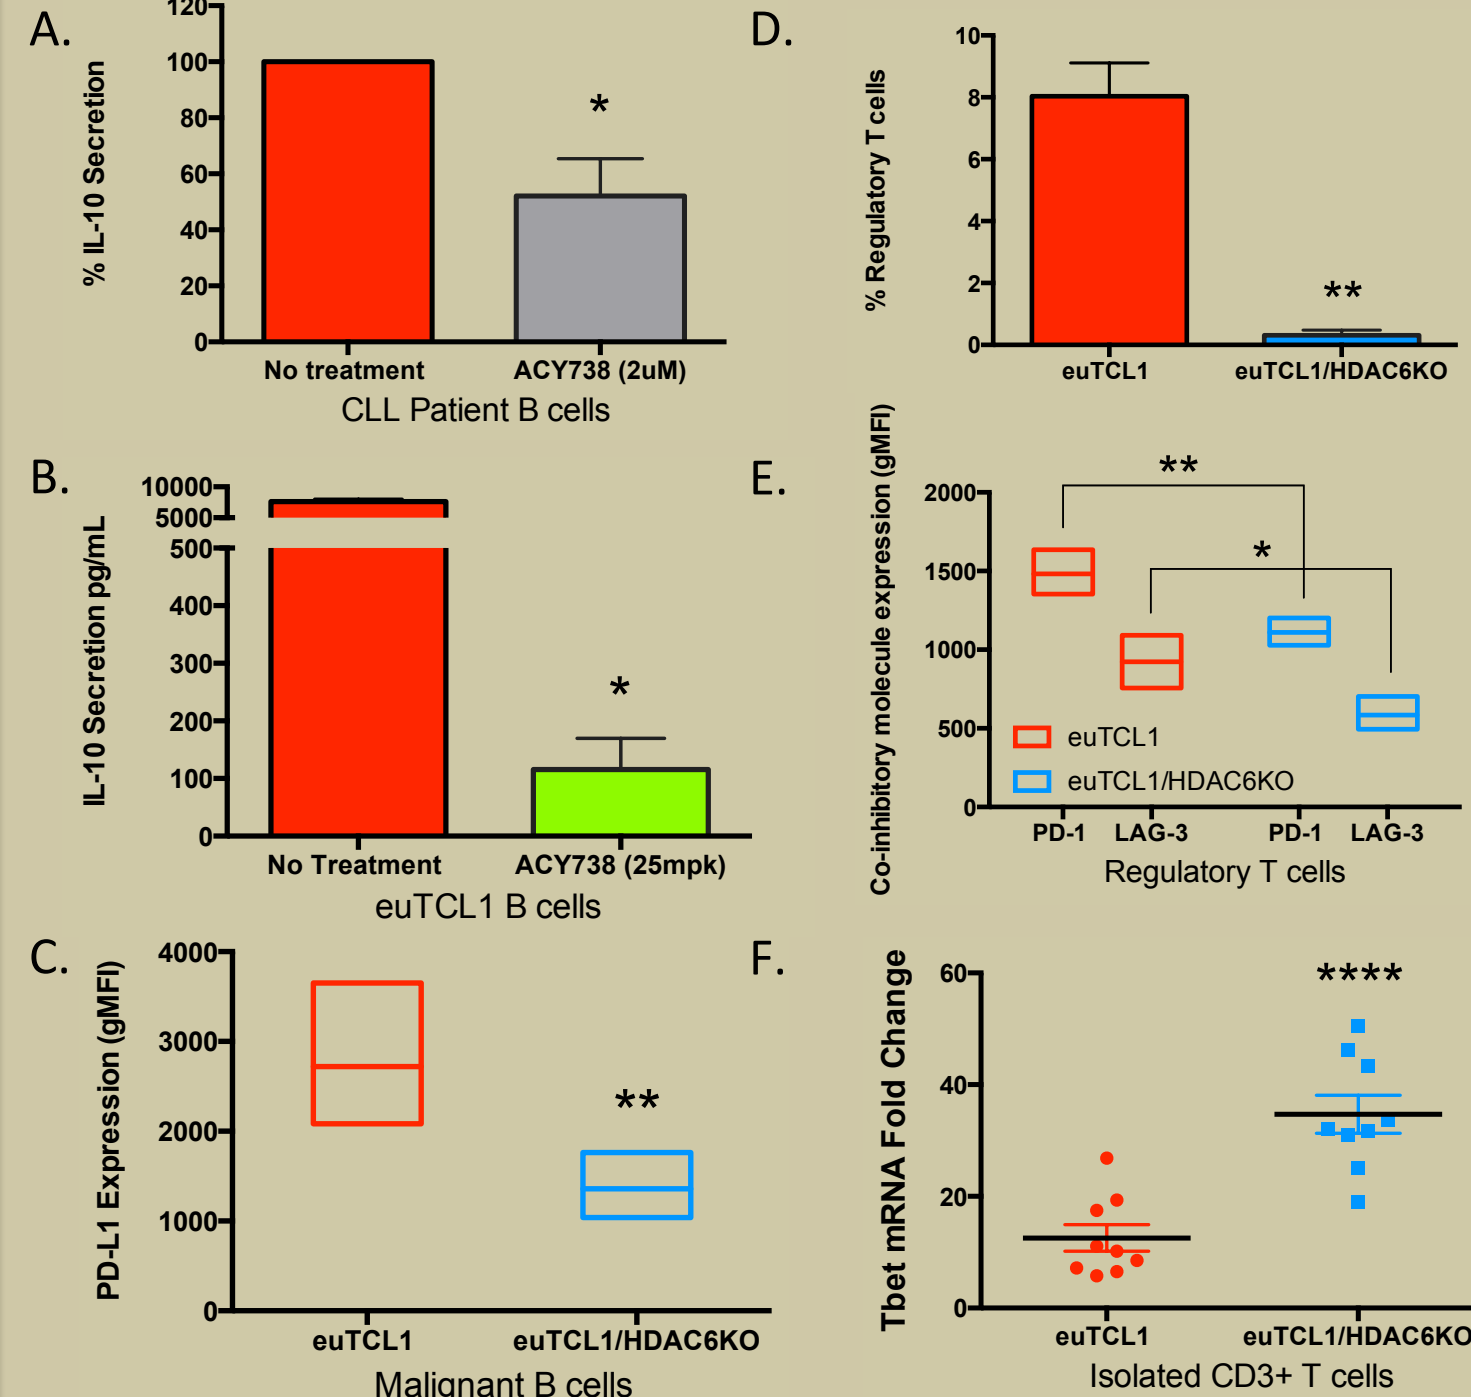 A.
% IL-10 Secretion
120
100
80
60
40
20
0
*
No treatment
ACY738 (2uM)
CLL Patient B cells
B.
IL-10 Secretion pg/mL
10000
5000
500
400
300
200
100
0
*
No Treatment
ACY738 (25mpk)
euTCL1 B cells
C.
PD-L1 Expression (gMFI)
4000
3000
2000
1000
0
**
euTCL1
euTCL1/HDAC6KO
Malignant B cells
D.
% Regulatory T cells
10
8
6
4
2
0
**
euTCL1
euTCL1/HDAC6KO
E.
Co-inhibitory molecule expression (gMFI)
2000
1500
1000
500
0
**
*
euTCL1
euTCL1/HDAC6KO
PD-1
LAG-3
PD-1
LAG-3
Regulatory T cells
F.
Tbet mRNA Fold Change
60
40
20
0
****
euTCL1
euTCL1/HDAC6KO
Isolated CD3+ T cells